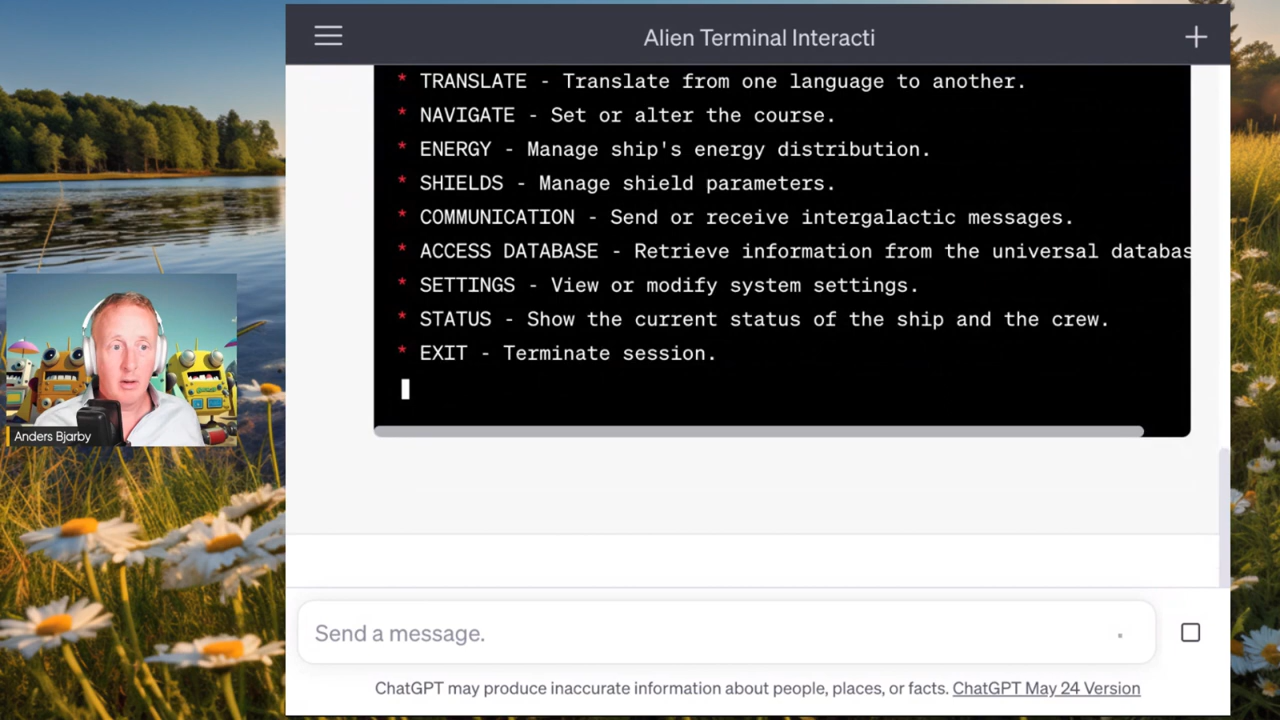 Alien Terminal Interacti
* TRANSLATE - Translate from one language to another.
* NAVIGATE - Set or alter the course.
* ENERGY - Manage ship's energy distribution.
* SHIELDS - Manage shield parameters.
* COMMUNICATION - Send or receive intergalactic messages.
* ACCESS DATABASE - Retrieve information from the universal databas
* SETTINGS - View or modify system settings.
* STATUS - Show the current status of the ship and the crew.
* EXIT - Terminate session.
Anders Bjarby
Send a message.
ChatGPT may produce inaccurate information about people, places, or facts. ChatGPT May 24 Version